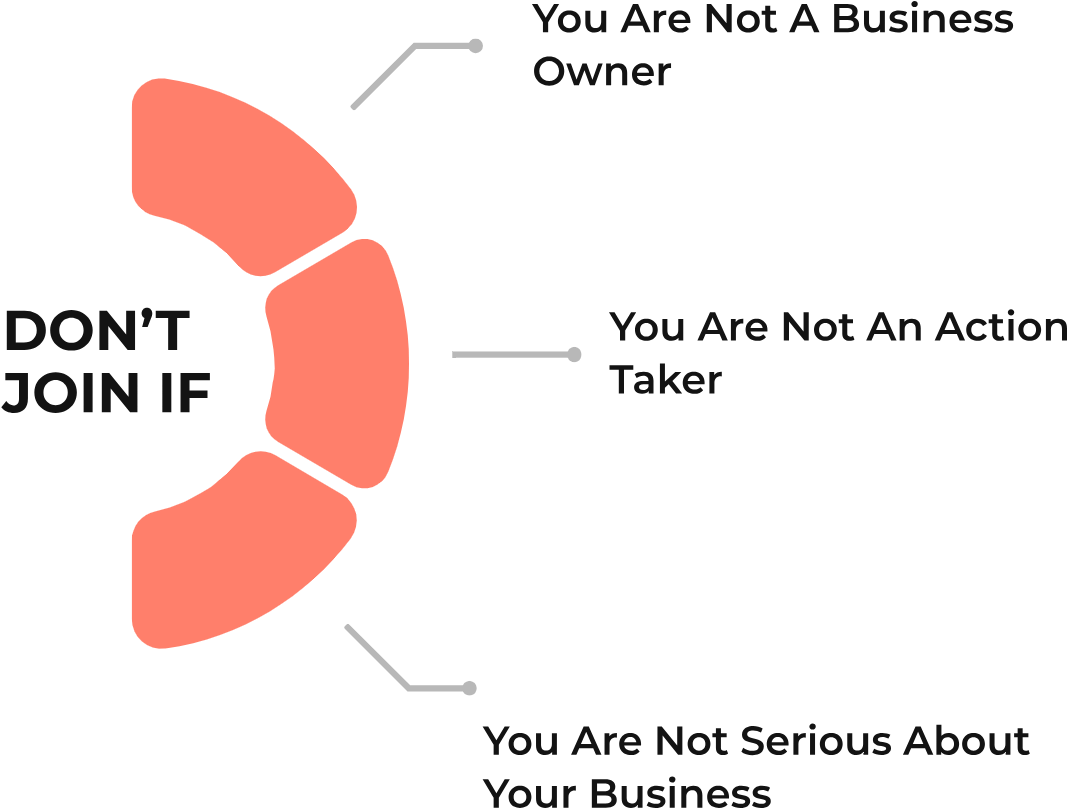 You Are Not A Business
Owner
DON’T
JOIN IF
You Are Not An Action
Taker
You Are Not Serious About
Your Business